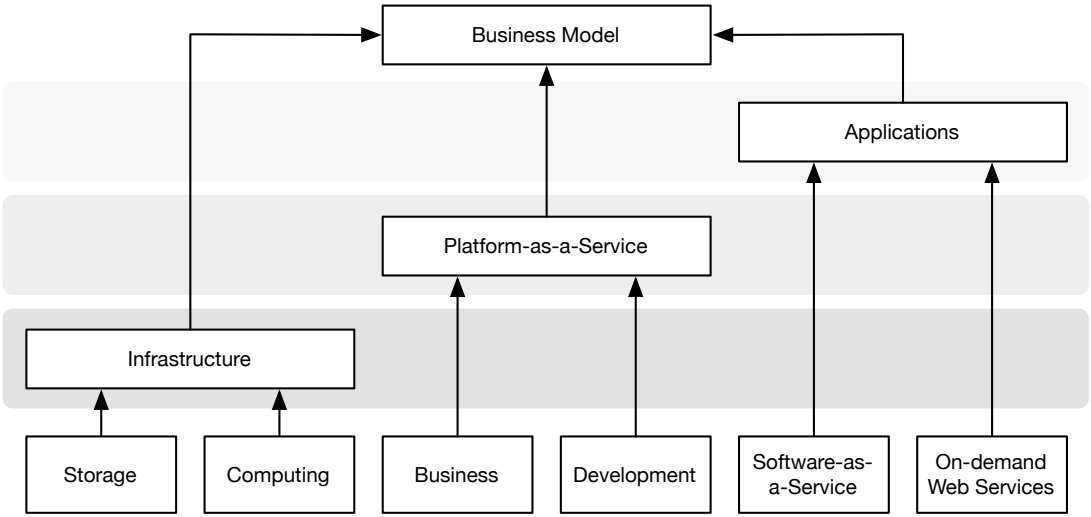 Business Model
Applications
Platform-as-a-Service
Infrastructure
Storage
Computing
Business
Development
Software-as-
a-Service
On-demand
Web Services